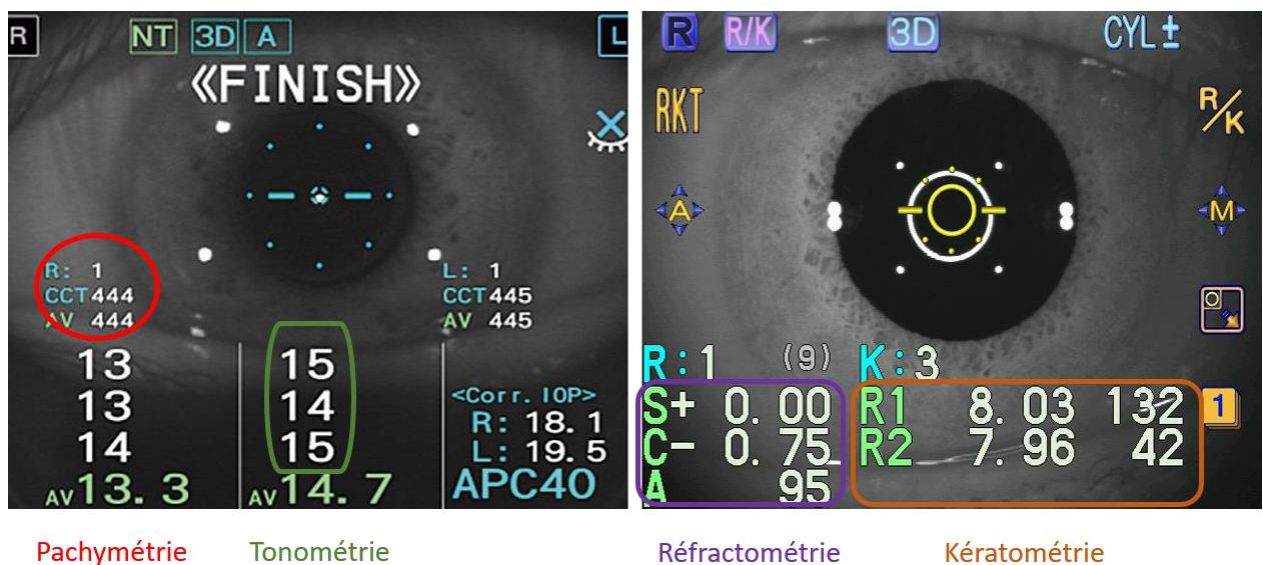 R NT 3D A L
《FINISH》
R: 1
CCT444
AV 444
L: 1
CCT445
AV 445
13 15
13 14
14 15
AV13.3 AV14.7
<Corr. IOP>
R: 18.1
L: 19.5
APC40
R R/K 3D CYL±
RKT R/K
A M
R:1 (9) K:3
S+ 0.00 R1 8.03 132 1
C- 0.75 R2 7.96 42
A 95
Pachymétrie Tonométrie Réfractométrie Kératométrie